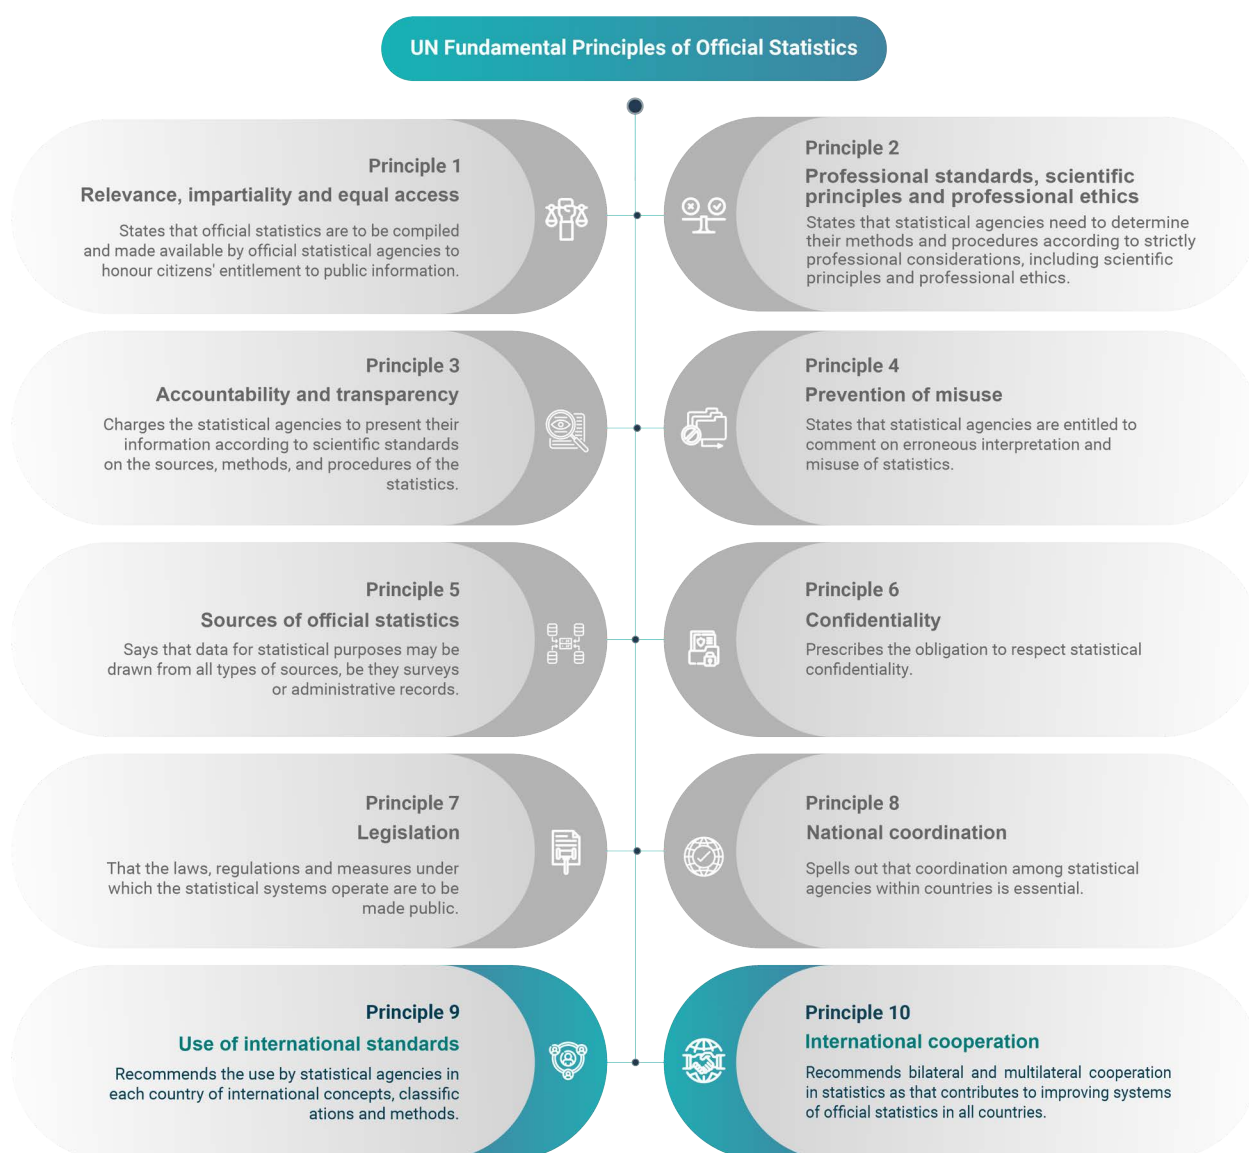 UN Fundamental Principles of Official Statistics
Principle 1
Relevance, impartiality and equal access
States that official statistics are to be compiled
and made available by official statistical agencies to
honour citizens' entitlement to public information.
Principle 2
Professional standards, scientific
principles and professional ethics
States that statistical agencies need to determine
their methods and procedures according to strictly
professional considerations, including scientific
principles and professional ethics.
Principle 3
Accountability and transparency
Charges the statistical agencies to present their
information according to scientific standards
on the sources, methods, and procedures of the
statistics.
Principle 4
Prevention of misuse
States that statistical agencies are entitled to
comment on erroneous interpretation and
misuse of statistics.
Principle 5
Sources of official statistics
Says that data for statistical purposes may be
drawn from all types of sources, be they surveys
or administrative records.
Principle 6
Confidentiality
Prescribes the obligation to respect statistical
confidentiality.
Principle 7
Legislation
That the laws, regulations and measures under
which the statistical systems operate are to be
made public.
Principle 8
National coordination
Spells out that coordination among statistical
agencies within countries is essential.
Principle 9
Use of international standards
Recommends the use by statistical agencies in
each country of international concepts, classific
ations and methods.
Principle 10
International cooperation
Recommends bilateral and multilateral cooperation
in statistics as that contributes to improving systems
of official statistics in all countries.